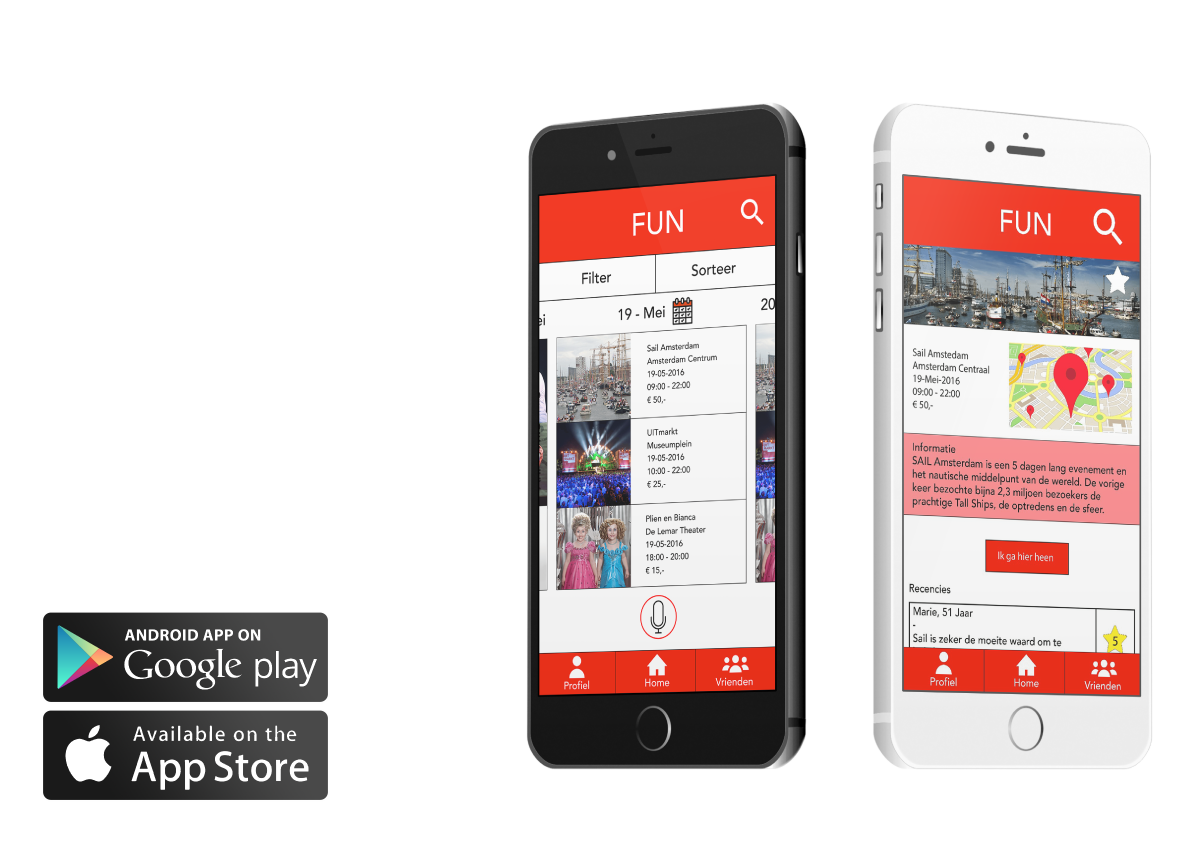 FUN
Filter
Sorteer
ei
19 - Mei
20
Sail Amsterdam
Amsterdam Centrum
19-05-2016
09:00 - 22:00
€ 50,-
UITmarkt
Museumplein
19-05-2016
10:00 - 22:00
€ 25,-
Plien en Bianca
De Lemar Theater
19-05-2016
18:00 - 20:00
€ 15,-
Profiel
Home
Vrienden
FUN
Sail Amstedam
Amsterdam Centraal
19-Mei-2016
09:00 - 22:00
€ 50,-
Informatie
SAIL Amsterdam is een 5 dagen lang evenement en
het nautische middelpunt van de wereld. De vorige
keer bezochte bijna 2,3 miljoen bezoekers de
prachtige Tall Ships, de optredens en de sfeer.
Ik ga hier heen
Recencies
Marie, 51 Jaar
-
Sail is zeker de moeite waard om te
5
Profiel
Home
Vrienden
ANDROID APP ON
Google play
Available on the
App Store